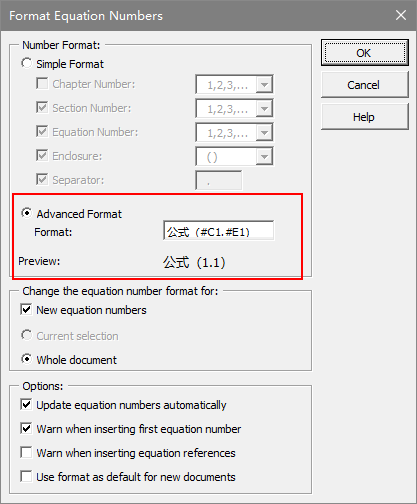 Format Equation Numbers
Number Format:
Simple Format
Chapter Number: 1,2,3,...
Section Number: 1,2,3,...
Equation Number: 1,2,3,...
Enclosure: ( )
Separator: .
Advanced Format
Format: 公式（#C1.#E1）
Preview: 公式（1.1）
Change the equation number format for:
New equation numbers
Current selection
Whole document
Options:
Update equation numbers automatically
Warn when inserting first equation number
Warn when inserting equation references
Use format as default for new documents
OK
Cancel
Help